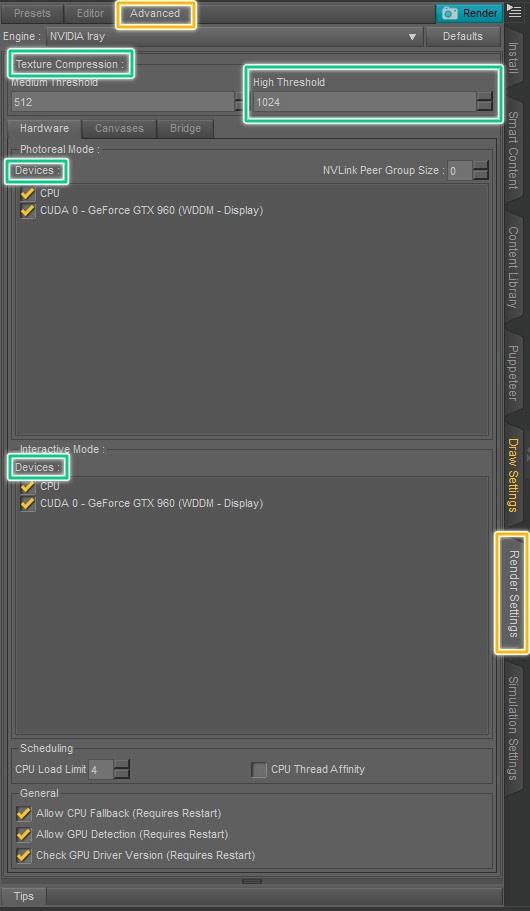 Presets Editor Advanced Render
Engine : NVIDIA Iray Defaults
Texture Compression :
Medium Threshold High Threshold
512 1024
Hardware Canvases Bridge
Photoreal Mode :
Devices : NVLink Peer Group Size : 0
CPU
CUDA 0 - GeForce GTX 960 (WDDM - Display)
Interactive Mode :
Devices :
CPU
CUDA 0 - GeForce GTX 960 (WDDM - Display)
Scheduling
CPU Load Limit 4 CPU Thread Affinity
General
Allow CPU Fallback (Requires Restart)
Allow GPU Detection (Requires Restart)
Check GPU Driver Version (Requires Restart)
Tips
Install
Smart Content
Content Library
Puppeteer
Draw Settings
Render Settings
Simulation Settings